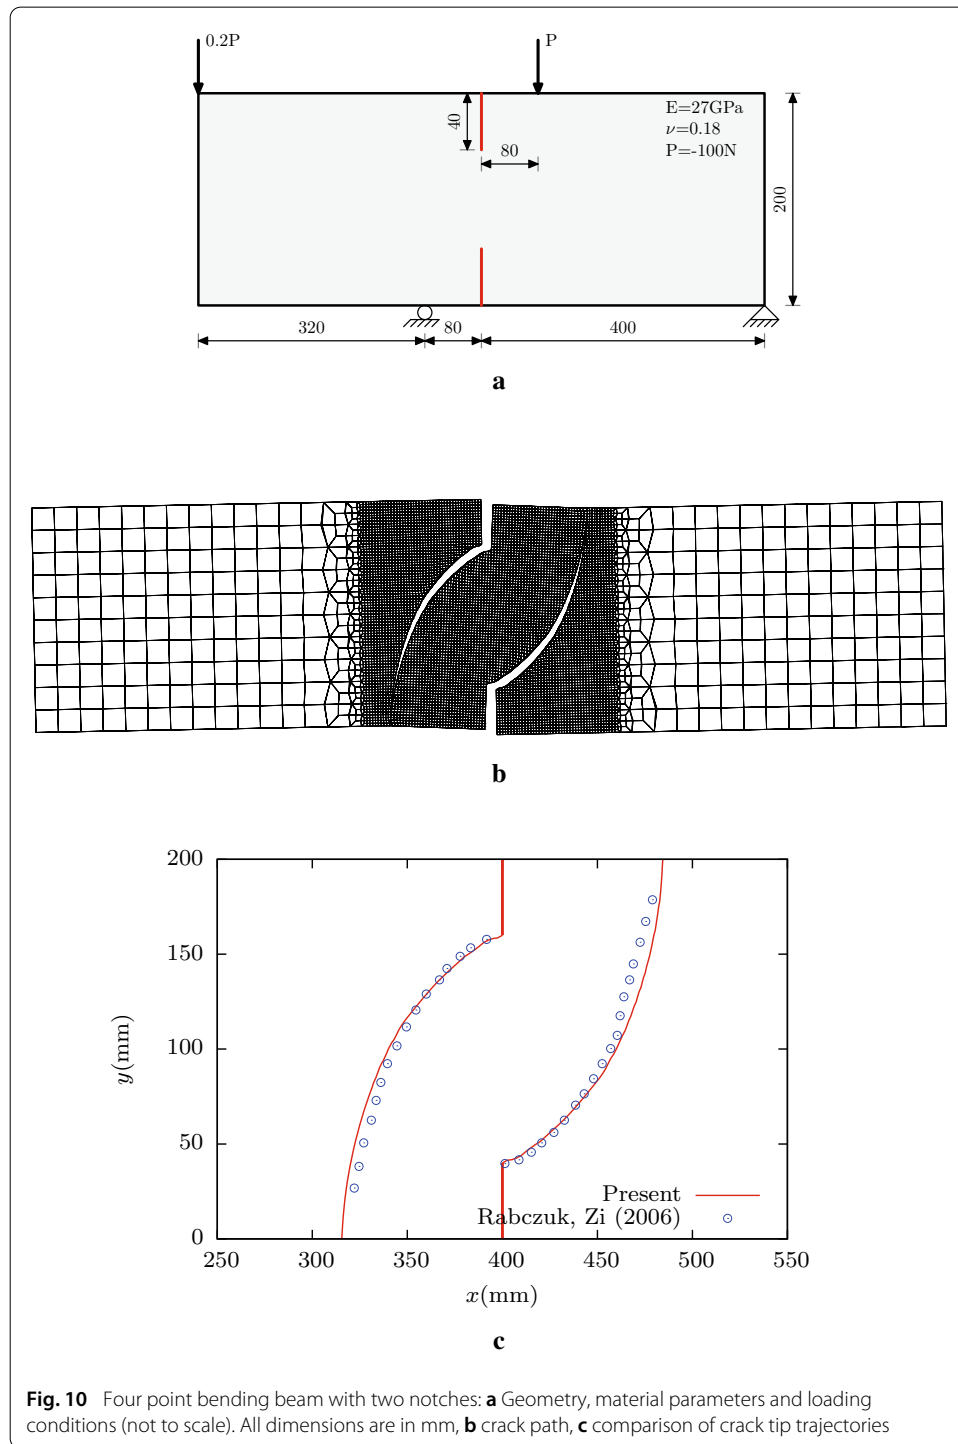 0.2P
P
40
80
E=27GPa
ν=0.18
P=-100N
200
320
80
400
a
b
200
150
100
50
0
y(mm)
Present
Rabczuk, Zi (2006)
250 300 350 400 450 500 550
x(mm)
c
Fig. 10 Four point bending beam with two notches: a Geometry, material parameters and loading
conditions (not to scale). All dimensions are in mm, b crack path, c comparison of crack tip trajectories